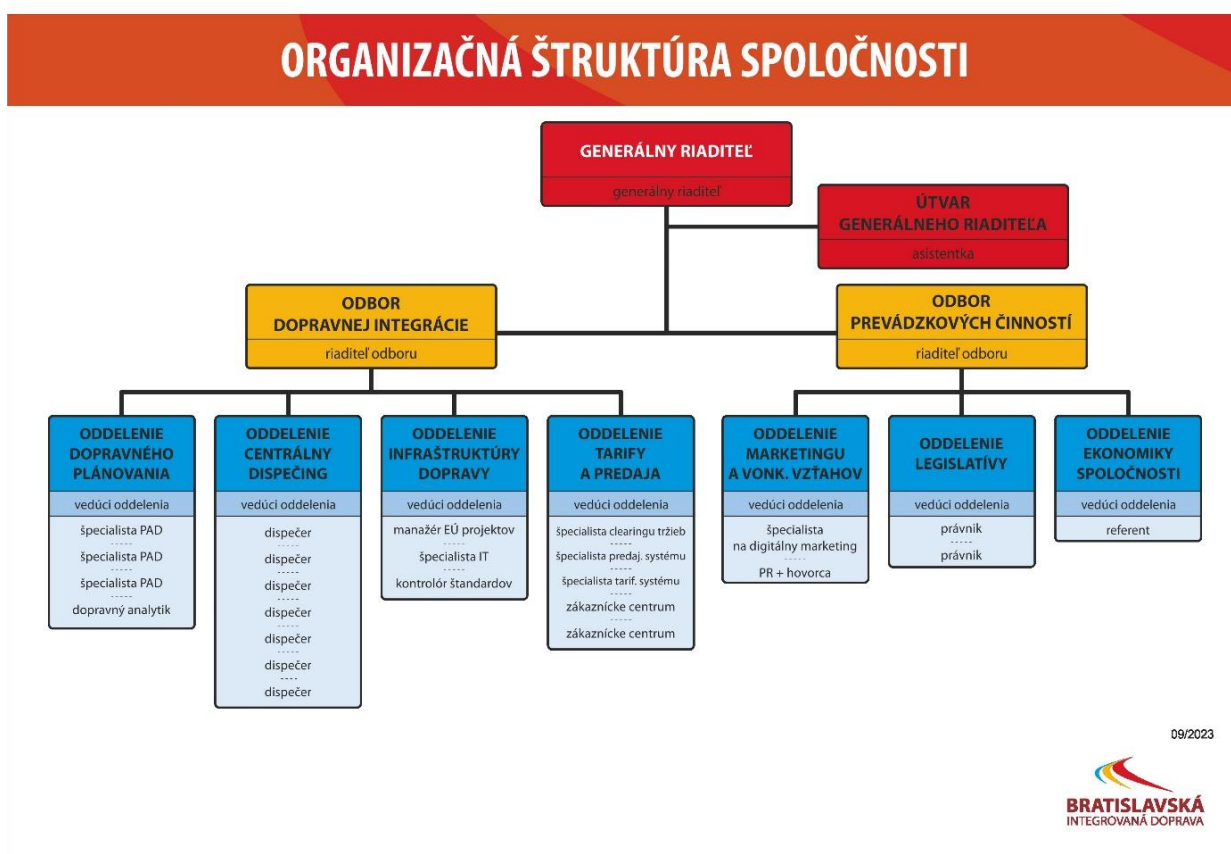 ORGANIZAČNÁ ŠTRUKTÚRA SPOLOČNOSTI
GENERÁLNY RIADITEĽ
generálny riaditeľ
ÚTVAR
GENERÁLNEHO RIADITEĽA
asistentka
ODBOR
DOPRAVNEJ INTEGRÁCIE
riaditeľ odboru
ODBOR
PREVÁDZKOVÝCH ČINNOSTÍ
riaditeľ odboru
ODDELENIE
DOPRAVNÉHO
PLÁNOVANIA
vedúci oddelenia
špecialista PAD
-----
špecialista PAD
-----
špecialista PAD
-----
dopravný analytik
ODDELENIE
CENTRÁLNY
DISPEČING
vedúci oddelenia
dispečer
-----
dispečer
-----
dispečer
-----
dispečer
-----
dispečer
-----
dispečer
----
dispečer
ODDELENIE
INFRAŠTRUKTÚRY
DOPRAVY
vedúci oddelenia
manažér EÚ projektov
-----
špecialista IT
-----
kontrolór štandardov
ODDELENIE
TARIFY
A PREDAJA
vedúci oddelenia
špecialista clearingu tržieb
-----
špecialista predaj. systému
-----
špecialista tarif. systému
-----
zákaznícke centrum
-----
zákaznícke centrum
ODDELENIE
MARKETINGU
A VONK. VZŤAHOV
vedúci oddelenia
špecialista
na digitálny marketing
-----
PR + hovorca
ODDELENIE
LEGISLATÍVY
vedúci oddelenia
právnik
-----
právnik
ODDELENIE
EKONOMIKY
SPOLOČNOSTI
vedúci oddelenia
referent
09/2023
BRATISLAVSKÁ
INTEGROVANÁ DOPRAVA